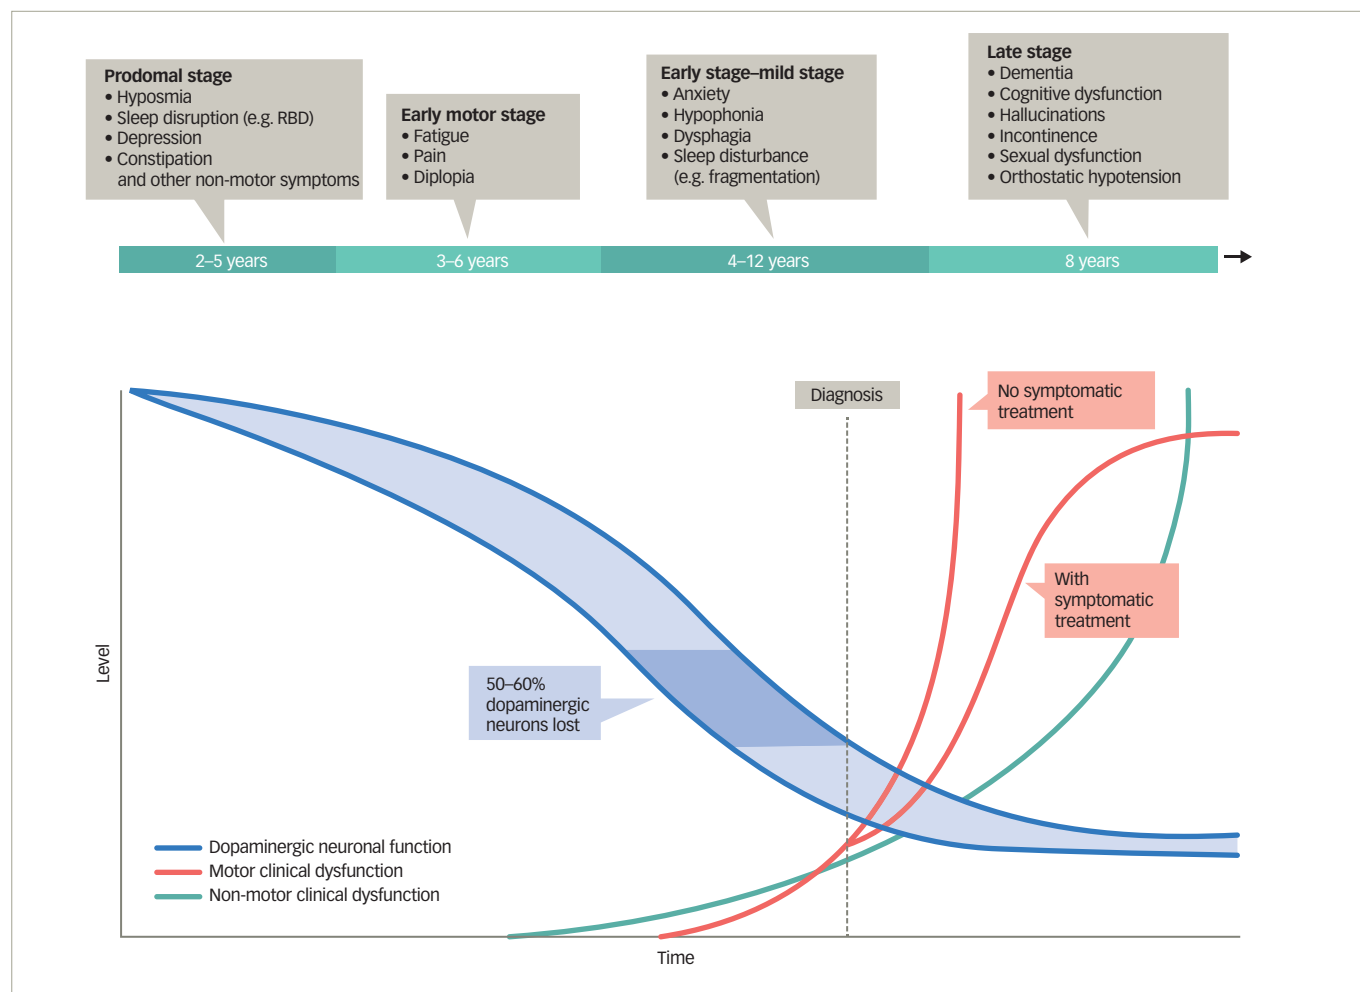 Prodomal stage
• Hyposmia
• Sleep disruption (e.g. RBD)
• Depression
• Constipation
and other non-motor symptoms
Early motor stage
• Fatigue
• Pain
• Diplopia
Early stage–mild stage
• Anxiety
• Hypophonia
• Dysphagia
• Sleep disturbance
(e.g. fragmentation)
Late stage
• Dementia
• Cognitive dysfunction
• Hallucinations
• Incontinence
• Sexual dysfunction
• Orthostatic hypotension
2–5 years
3–6 years
4–12 years
8 years
Diagnosis
No symptomatic
treatment
With
symptomatic
treatment
50–60%
dopaminergic
neurons lost
Level
Dopaminergic neuronal function
Motor clinical dysfunction
Non-motor clinical dysfunction
Time